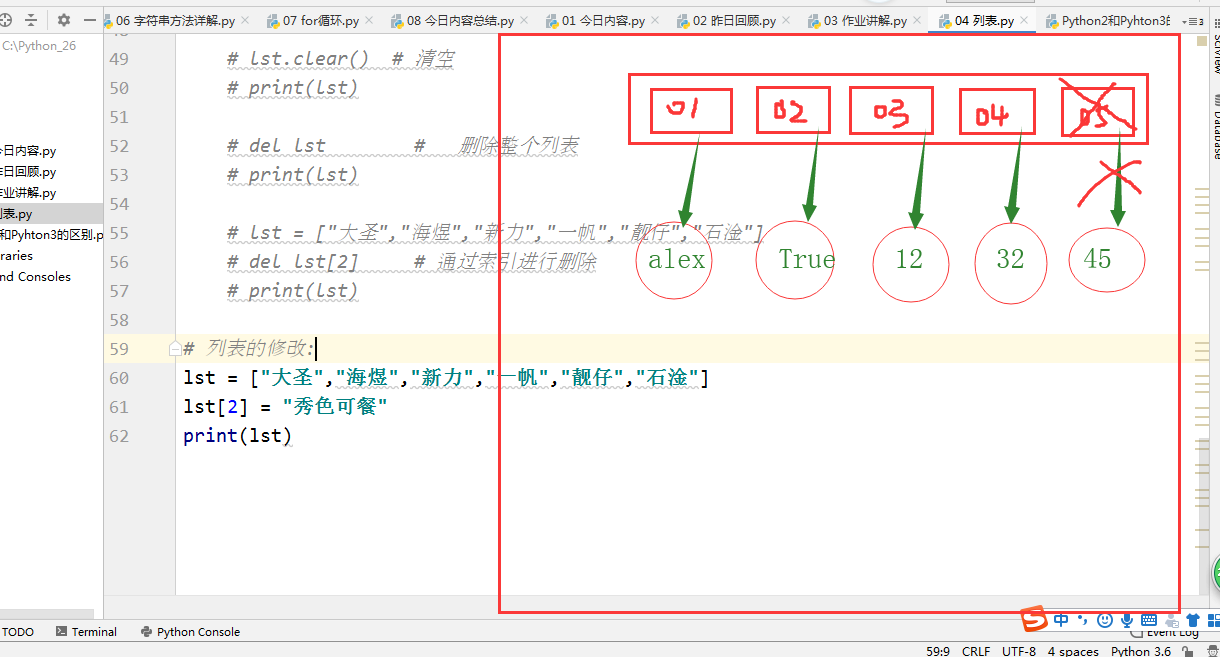 06 字符串方法详解.py 07 for循环.py 08 今日内容总结.py 01 今日内容.py 02 昨日回顾.py 03 作业讲解.py 04 列表.py Python2和Pyhton3的
C:\Python_26
今日内容.py
昨日回顾.py
作业讲解.py
列表.py
和Pyhton3的区别.p
raries
nd Consoles
49 # lst.clear() # 清空
50 # print(lst)
51
52 # del lst # 删除整个列表
53 # print(lst)
54
55 # lst = ["大圣","海煜","新力","一帆","靓仔","石淦"]
56 # del lst[2] # 通过索引进行删除
57 # print(lst)
58
59 # 列表的修改:
60 lst = ["大圣","海煜","新力","一帆","靓仔","石淦"]
61 lst[2] = "秀色可餐"
62 print(lst)
01 02 03 04 05
alex True 12 32 45
SciView
Database
TODO Terminal Python Console
中
Event Log
59:9 CRLF UTF-8 4 spaces Python 3.6